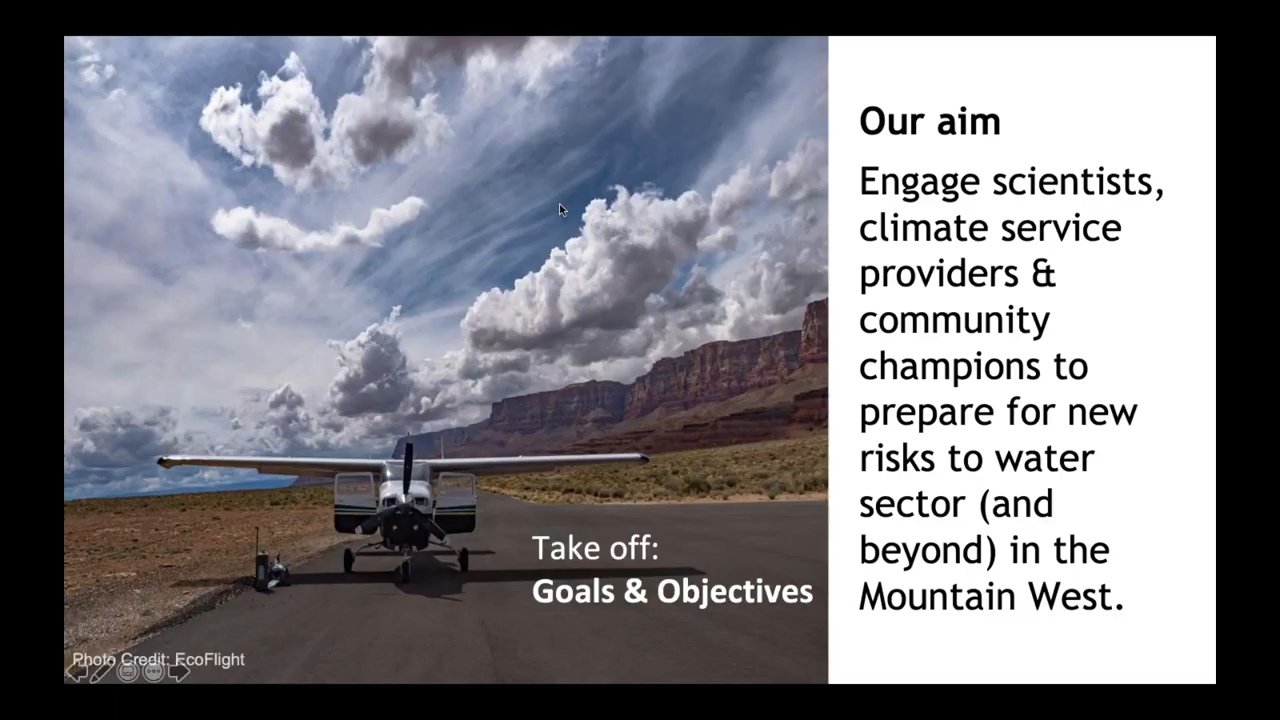 Our aim
Engage scientists,
climate service
providers &
community
champions to
prepare for new
risks to water
sector (and
beyond) in the
Mountain West.
Take off:
Goals & Objectives
Photo Credit: EcoFlight